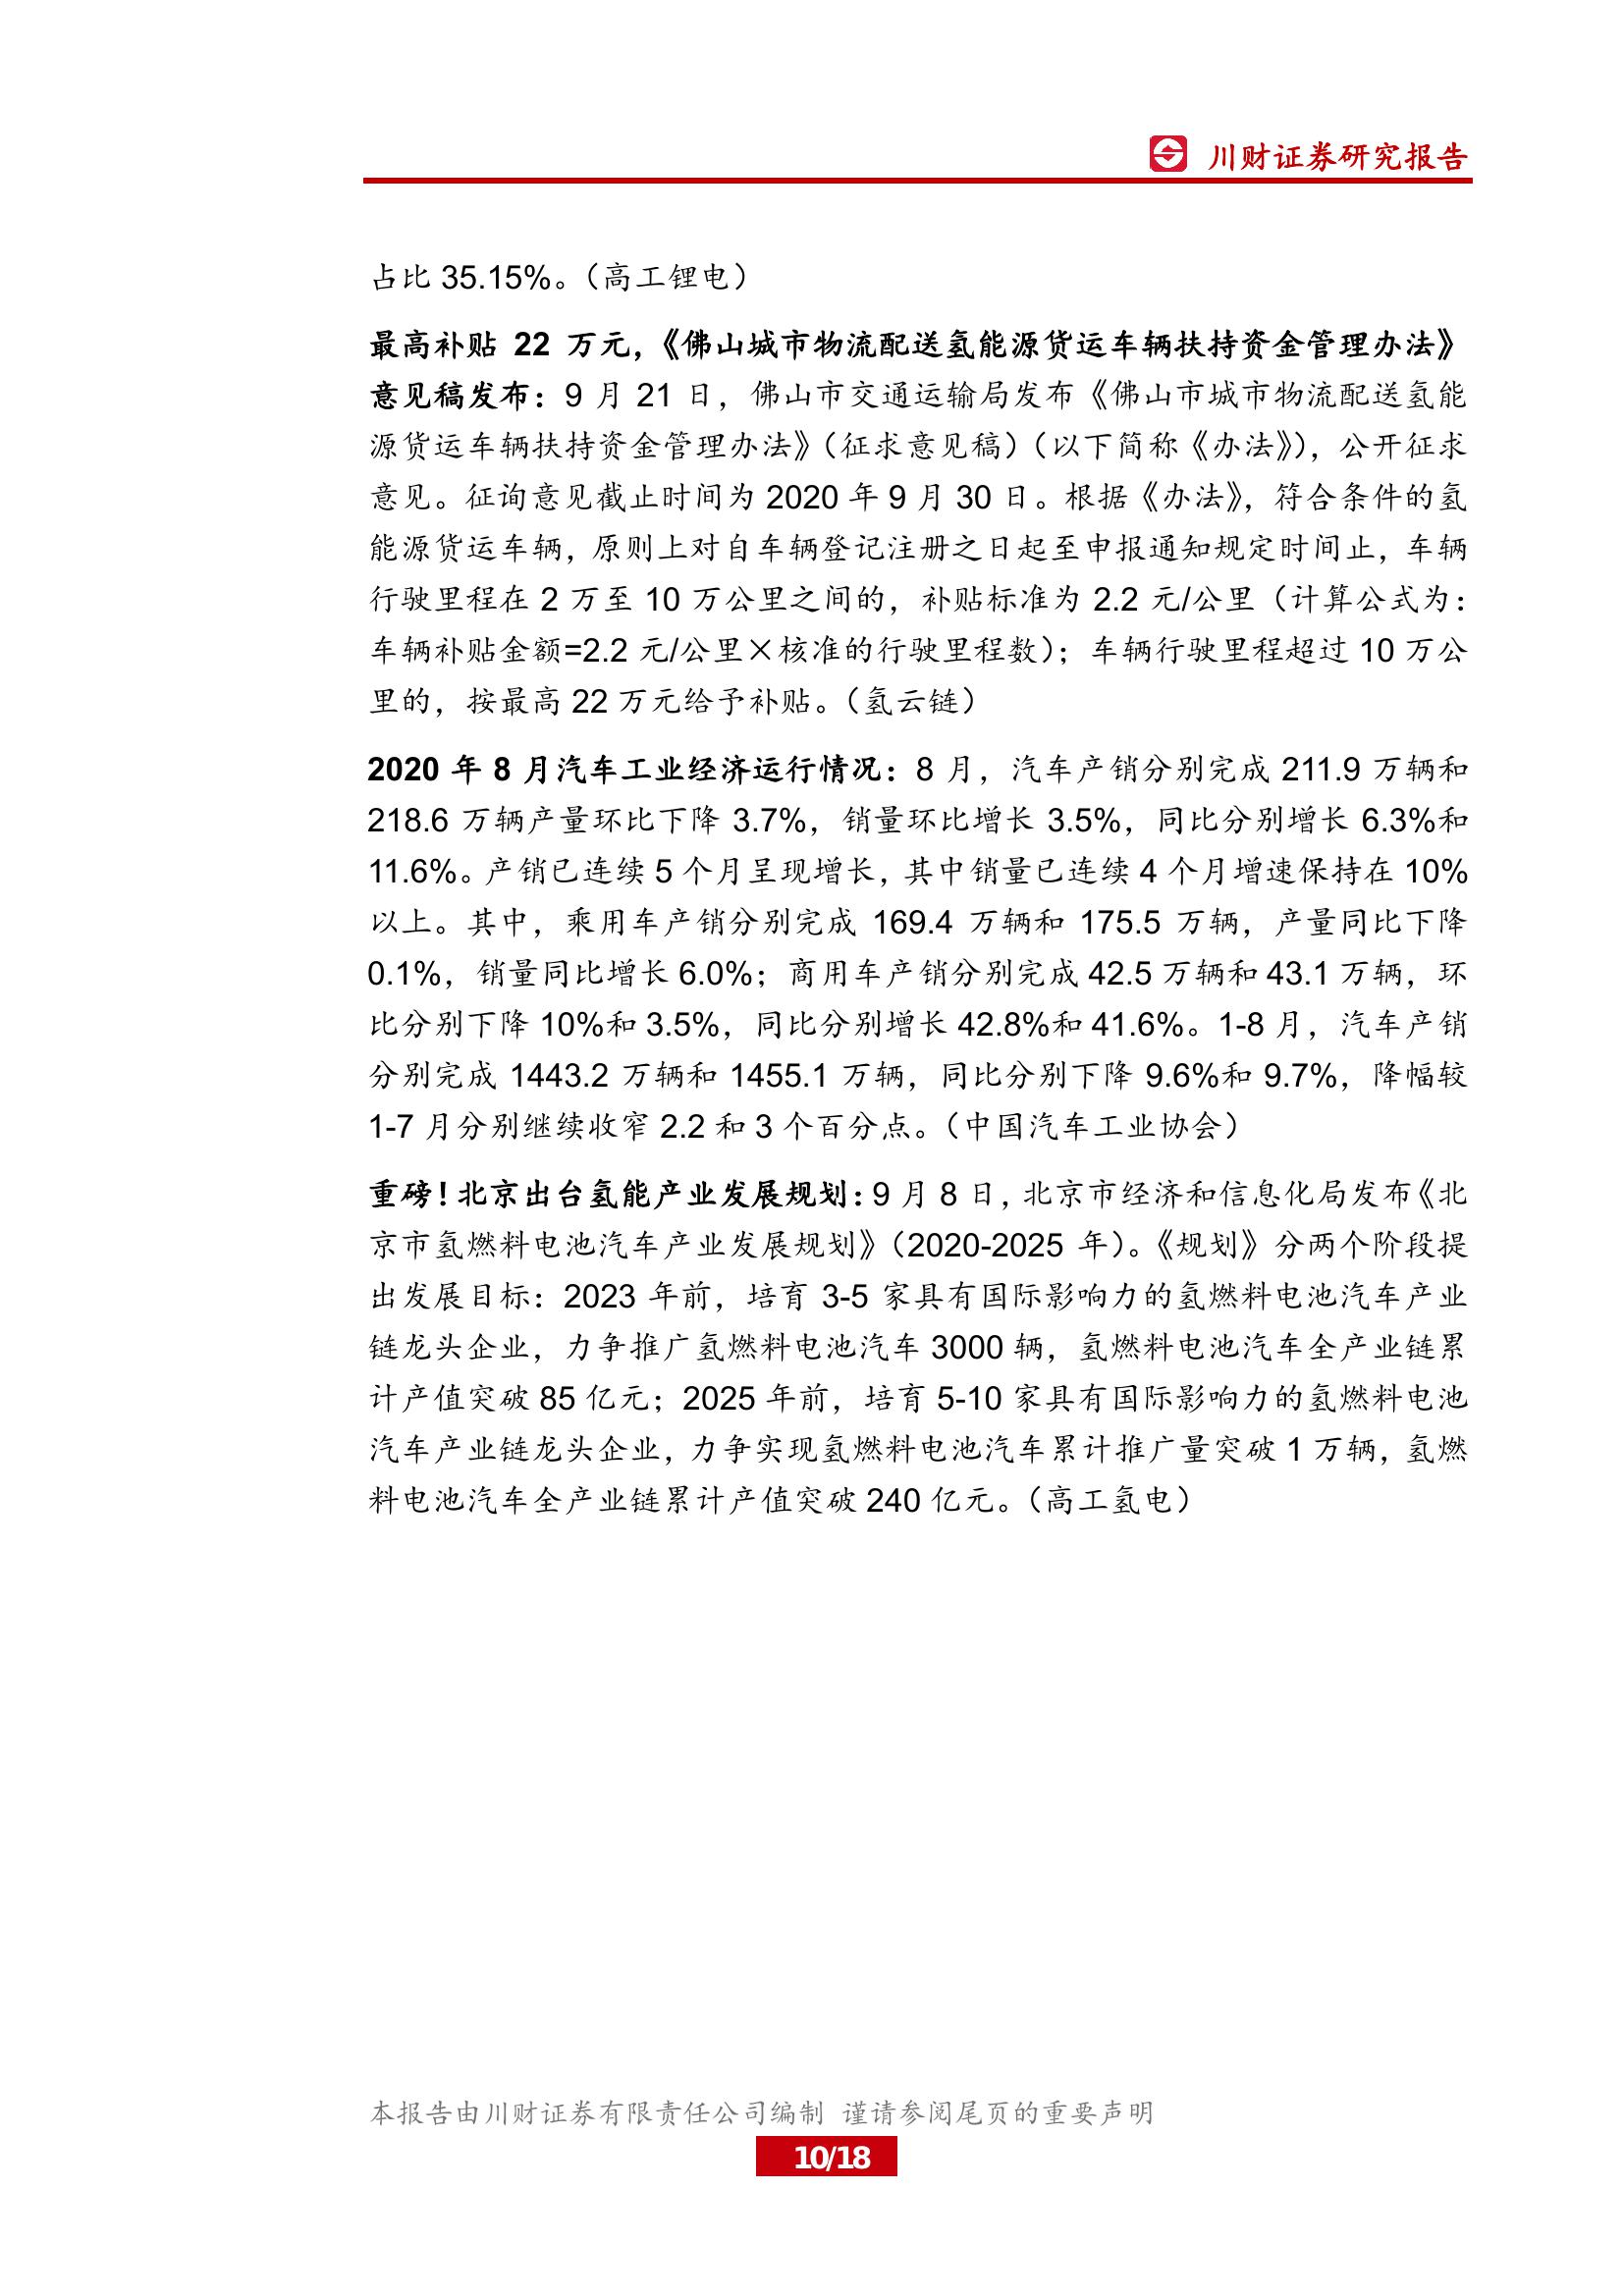 川财证券研究报告
占比 35.15%。（高工锂电）
最高补贴 22 万元，《佛山城市物流配送氢能源货运车辆扶持资金管理办法》
意见稿发布：9 月 21 日，佛山市交通运输局发布《佛山市城市物流配送氢能
源货运车辆扶持资金管理办法》（征求意见稿）（以下简称《办法》），公开征求
意见。征询意见截止时间为 2020 年 9 月 30 日。根据《办法》，符合条件的氢
能源货运车辆，原则上对自车辆登记注册之日起至申报通知规定时间止，车辆
行驶里程在 2 万至 10 万公里之间的，补贴标准为 2.2 元/公里（计算公式为：
车辆补贴金额=2.2 元/公里×核准的行驶里程数）；车辆行驶里程超过 10 万公
里的，按最高 22 万元给予补贴。（氢云链）
2020 年 8 月汽车工业经济运行情况：8 月，汽车产销分别完成 211.9 万辆和
218.6 万辆产量环比下降 3.7%，销量环比增长 3.5%，同比分别增长 6.3%和
11.6%。产销已连续 5 个月呈现增长，其中销量已连续 4 个月增速保持在 10%
以上。其中，乘用车产销分别完成 169.4 万辆和 175.5 万辆，产量同比下降
0.1%，销量同比增长 6.0%；商用车产销分别完成 42.5 万辆和 43.1 万辆，环
比分别下降 10%和 3.5%，同比分别增长 42.8%和 41.6%。1-8 月，汽车产销
分别完成 1443.2 万辆和 1455.1 万辆，同比分别下降 9.6%和 9.7%，降幅较
1-7 月分别继续收窄 2.2 和 3 个百分点。（中国汽车工业协会）
重磅！北京出台氢能产业发展规划：9 月 8 日，北京市经济和信息化局发布《北
京市氢燃料电池汽车产业发展规划》（2020-2025 年）。《规划》分两个阶段提
出发展目标：2023 年前，培育 3-5 家具有国际影响力的氢燃料电池汽车产业
链龙头企业，力争推广氢燃料电池汽车 3000 辆，氢燃料电池汽车全产业链累
计产值突破 85 亿元；2025 年前，培育 5-10 家具有国际影响力的氢燃料电池
汽车产业链龙头企业，力争实现氢燃料电池汽车累计推广量突破 1 万辆，氢燃
料电池汽车全产业链累计产值突破 240 亿元。（高工氢电）
本报告由川财证券有限责任公司编制 谨请参阅尾页的重要声明
10/18